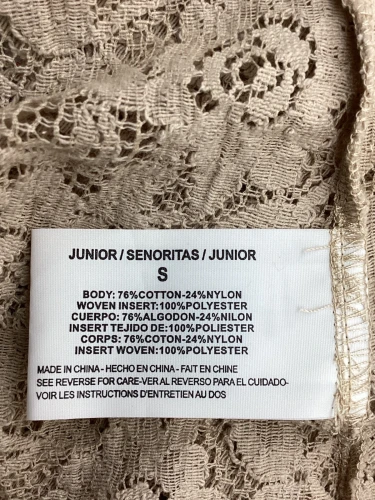 JUNIOR / SENORITAS / JUNIOR
S
BODY: 76%COTTON-24%NYLON
WOVEN INSERT:100%POLYESTER
CUERPO: 76%ALGODON-24%NILON
INSERT TEJIDO DE:100%POLIESTER
CORPS: 76%COTON-24%NYLON
INSERT WOVEN:100%POLYESTER
MADE IN CHINA- HECHO EN CHINA - FAIT EN CHINE
SEE REVERSE FOR CARE-VER AL REVERSO PARA EL CUIDADO-
VOIR LES INSTRUCTIONS D'ENTRETIEN AU DOS